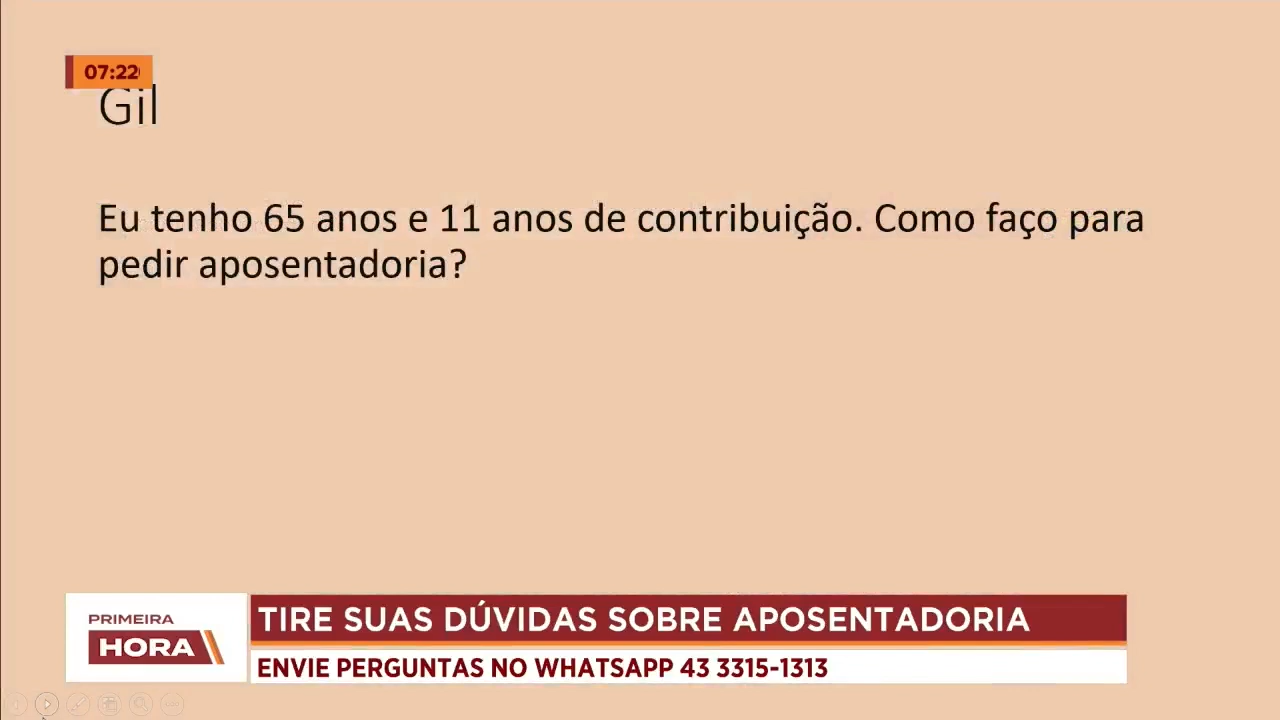 07:22
Gil
Eu tenho 65 anos e 11 anos de contribuição. Como faço para
pedir aposentadoria?
PRIMEIRA
HORA
TIRE SUAS DÚVIDAS SOBRE APOSENTADORIA
ENVIE PERGUNTAS NO WHATSAPP 43 3315-1313